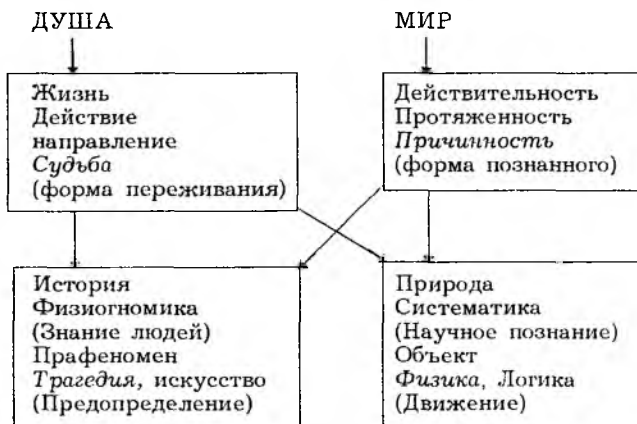 ДУША
МИР
Жизнь
Действие
направление
Судьба
(форма переживания)
Действительность
Протяженность
Причинность
(форма познанного)
История
Физиогномика
(Знание людей)
Прафеномен
Трагедия, искусство
(Предопределение)
Природа
Систематика
(Научное познание)
Объект
Физика, Логика
(Движение)